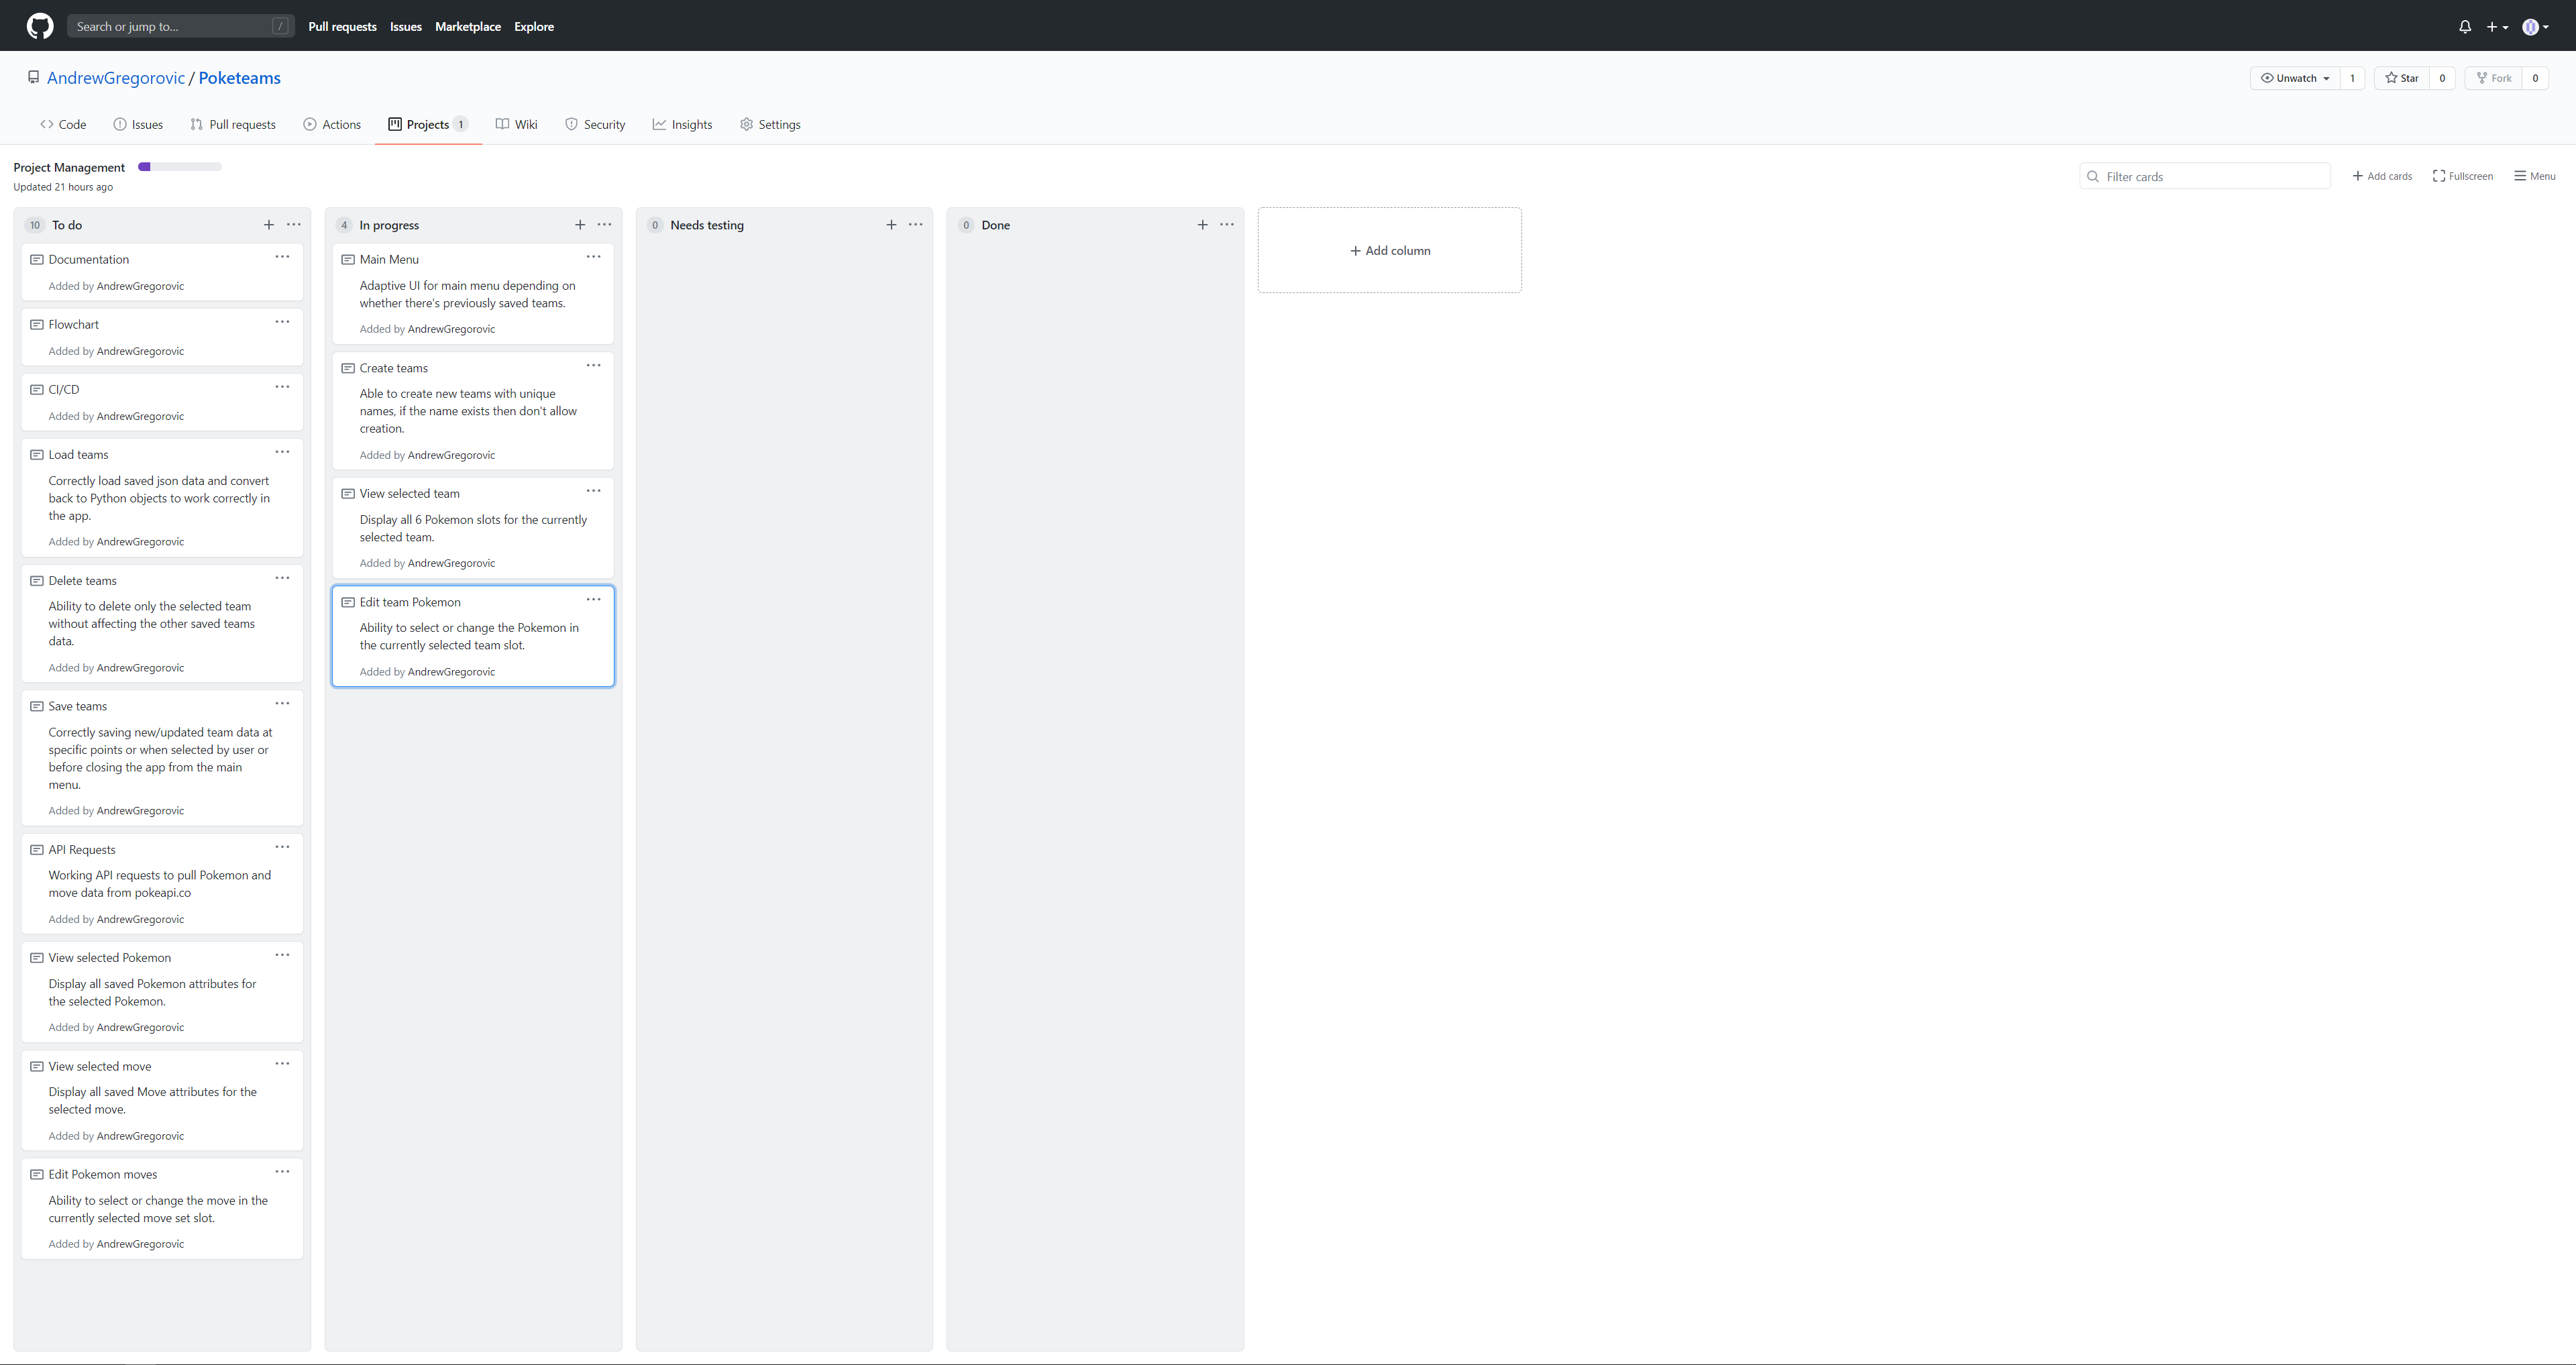 Search or jump to...
/
Pull requests
Issues
Marketplace
Explore
AndrewGregorovic / Poketeams
Unwatch
1
Star
0
Fork
0
Code
Issues
Pull requests
Actions
Projects 1
Wiki
Security
Insights
Settings
Project Management
Updated 21 hours ago
Filter cards
Add cards
Fullscreen
Menu
10 To do
Documentation
Added by AndrewGregorovic
Flowchart
Added by AndrewGregorovic
CI/CD
Added by AndrewGregorovic
Load teams
Correctly load saved json data and convert
back to Python objects to work correctly in
the app.
Added by AndrewGregorovic
Delete teams
Ability to delete only the selected team
without affecting the other saved teams
data.
Added by AndrewGregorovic
Save teams
Correctly saving new/updated team data at
specific points or when selected by user or
before closing the app from the main
menu.
Added by AndrewGregorovic
API Requests
Working API requests to pull Pokemon and
move data from pokeapi.co
Added by AndrewGregorovic
View selected Pokemon
Display all saved Pokemon attributes for
the selected Pokemon.
Added by AndrewGregorovic
View selected move
Display all saved Move attributes for the
selected move.
Added by AndrewGregorovic
Edit Pokemon moves
Ability to select or change the move in the
currently selected move set slot.
Added by AndrewGregorovic
4 In progress
Main Menu
Adaptive UI for main menu depending on
whether there's previously saved teams.
Added by AndrewGregorovic
Create teams
Able to create new teams with unique
names, if the name exists then don't allow
creation.
Added by AndrewGregorovic
View selected team
Display all 6 Pokemon slots for the currently
selected team.
Added by AndrewGregorovic
Edit team Pokemon
Ability to select or change the Pokemon in
the currently selected team slot.
Added by AndrewGregorovic
0 Needs testing
0 Done
Add column